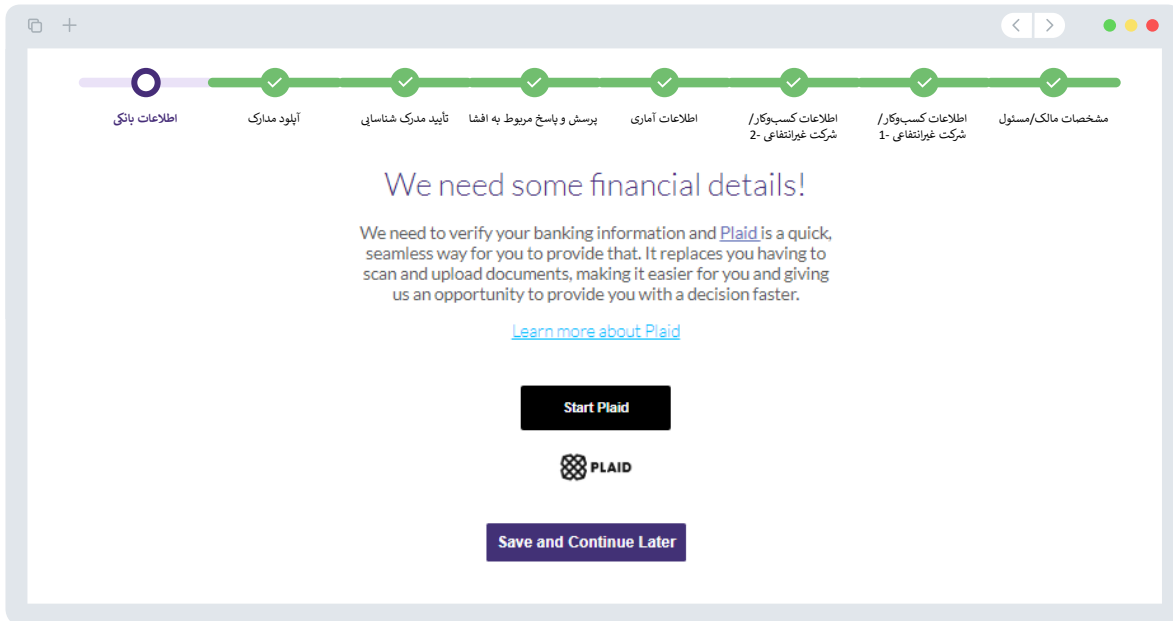 مشخصات مالک/مسئول
اطلاعات کسب‌وکار/
شرکت غیرانتفاعی -1
اطلاعات کسب‌وکار/
شرکت غیرانتفاعی -2
اطلاعات آماری
پرسش و پاسخ مربوط به افشا
تأیید مدرک شناسایی
آپلود مدارک
اطلاعات بانکی
We need some financial details!
We need to verify your banking information and Plaid is a quick,
seamless way for you to provide that. It replaces you having to
scan and upload documents, making it easier for you and giving
us an opportunity to provide you with a decision faster.
Learn more about Plaid
Start Plaid
PLAID
Save and Continue Later